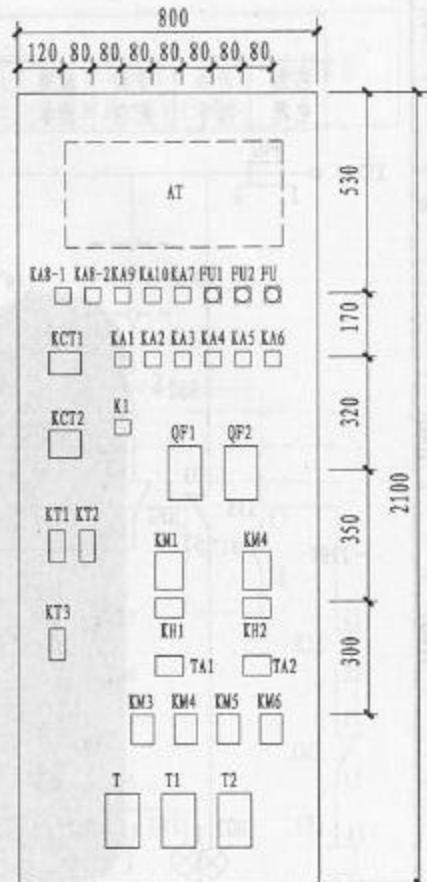 800
120 80 80 80 80 80 80 80
530
AT
KA8-1 KA8-2 KA9 KA10 KA7 FU1 FU2 FU
170
KCT1 KA1 KA2 KA3 KA4 KA5 KA6
320
K1
KCT2 QF1 QF2
2100
350
KT1 KT2 KM1 KM4
KT3 KH1 KH2
300
TA1 TA2
KM3 KM4 KM5 KM6
T T1 T2